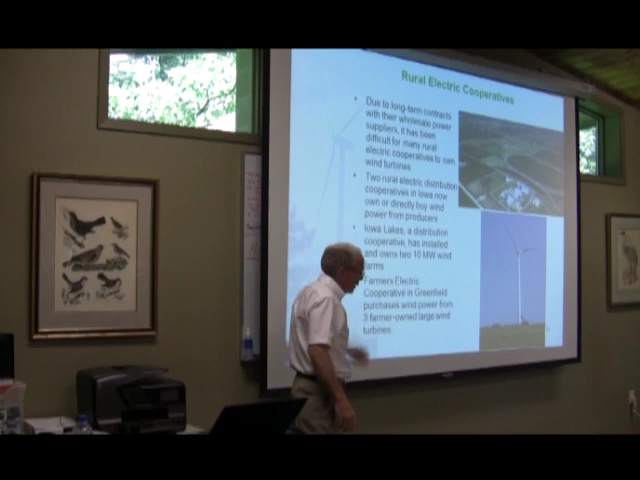 Rural Electric Cooperatives
• Due to long-term contracts
with their wholesale power
suppliers, it has been
difficult for many rural
electric cooperatives to own
wind turbines
• Two rural electric distribution
cooperatives in Iowa now
own or directly buy wind
power from producers
• Iowa Lakes, a distribution
cooperative, has installed
and owns two 10 MW wind
farms
Farmers Electric
Cooperative in Greenfield
purchases wind power from
3 farmer-owned large wind
turbines.